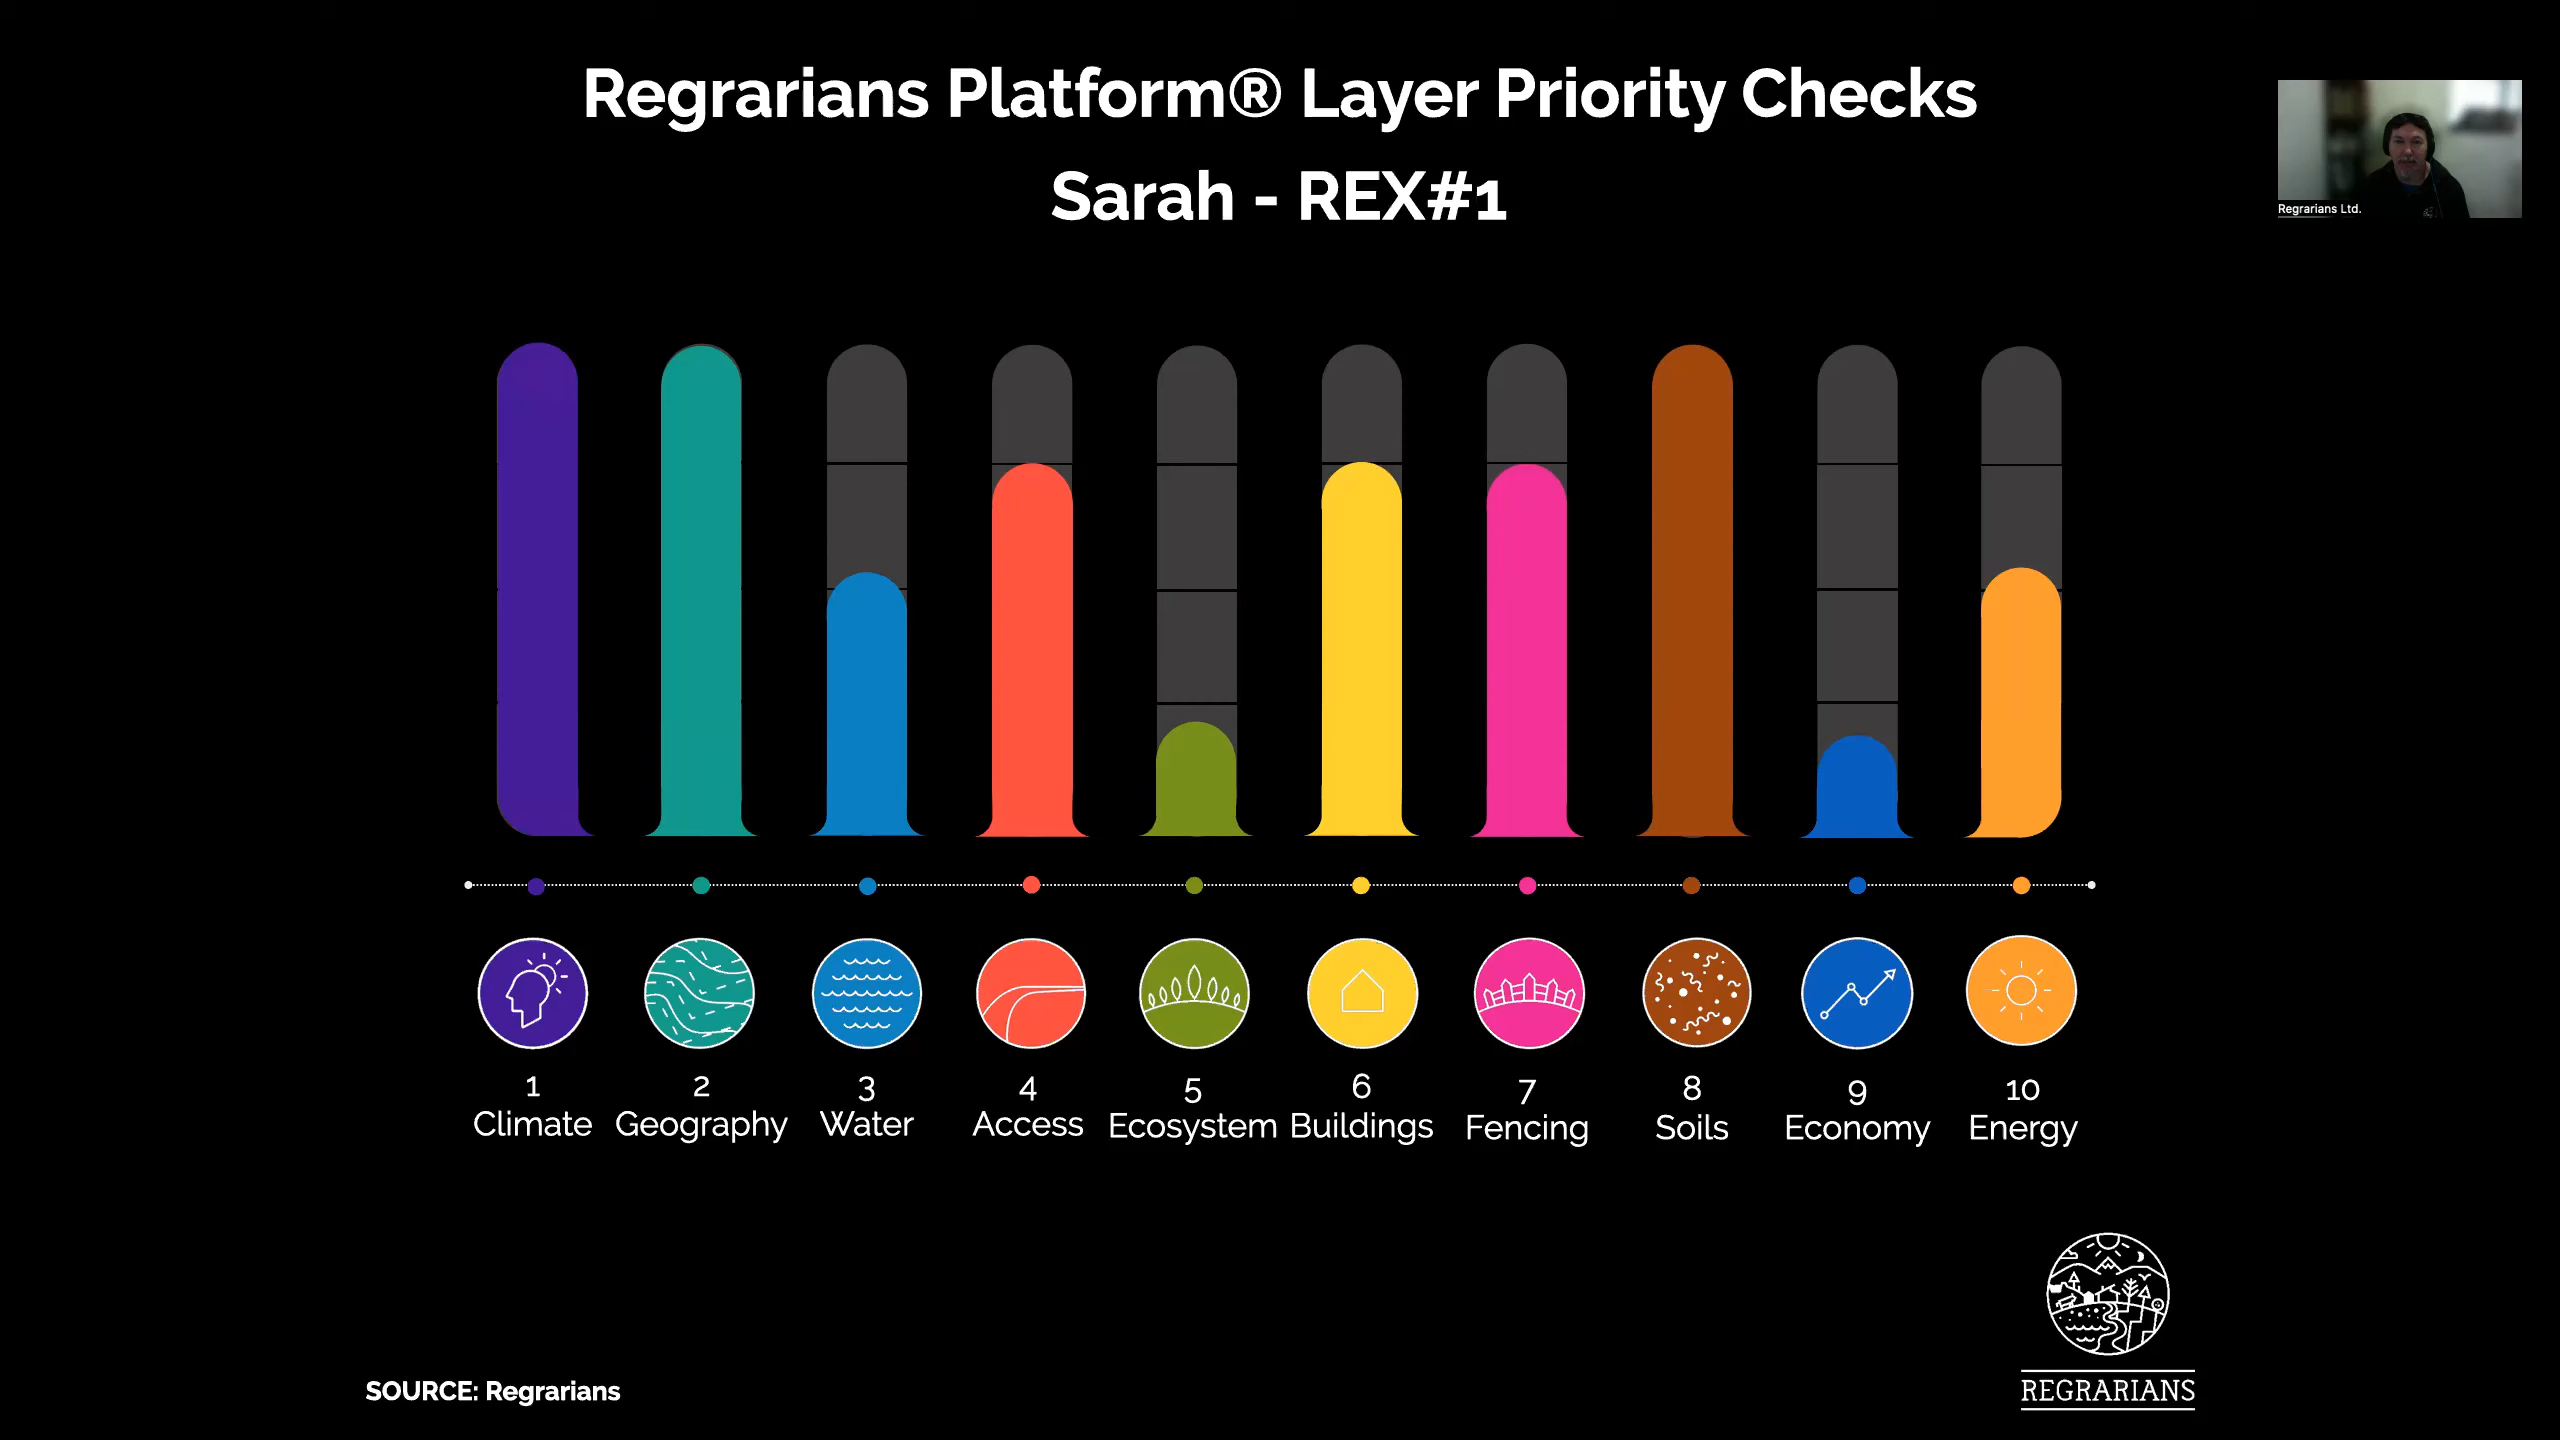 Regrarians Platform® Layer Priority Checks
Sarah - REX#1
Regrarians Ltd.
1 2 3 4 5 6 7 8 9 10
Climate Geography Water Access Ecosystem Buildings Fencing Soils Economy Energy
SOURCE: Regrarians
REGRARIANS